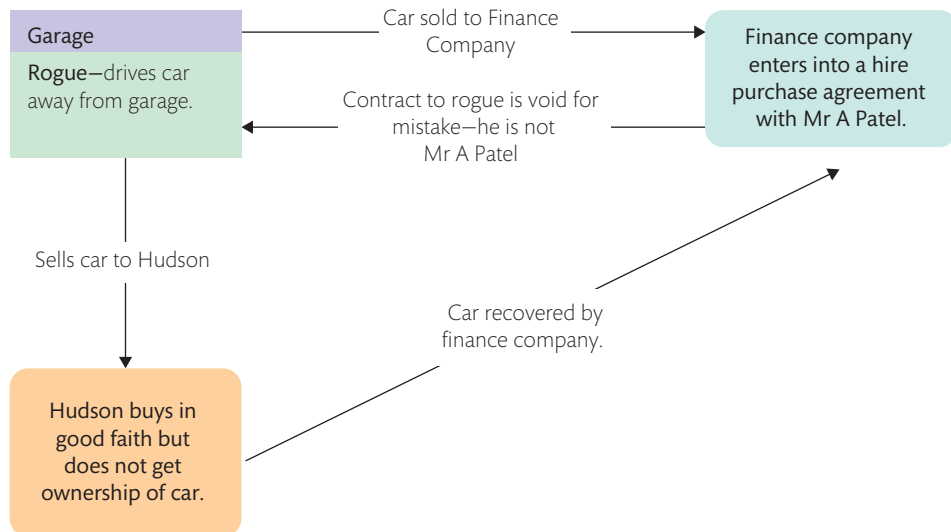 Garage
Rogue—drives car
away from garage.
Car sold to Finance
Company
Finance company
enters into a hire
purchase agreement
with Mr A Patel.
Contract to rogue is void for
mistake—he is not
Mr A Patel
Sells car to Hudson
Car recovered by
finance company.
Hudson buys in
good faith but
does not get
ownership of car.